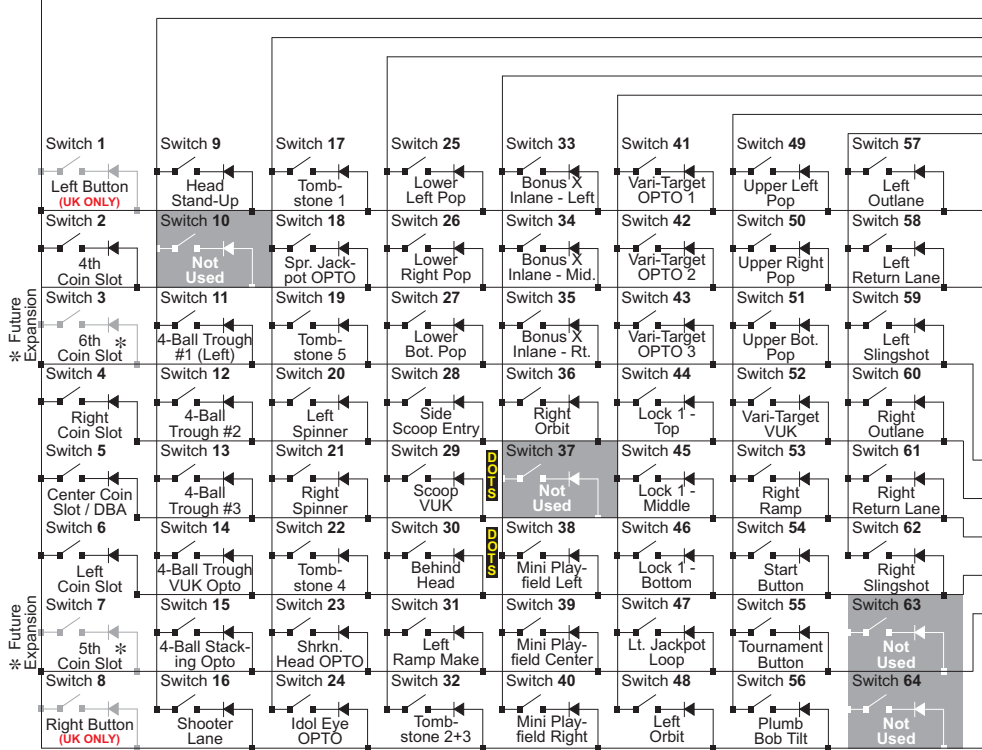 Switch 1 Switch 9 Switch 17 Switch 25 Switch 33 Switch 41 Switch 49 Switch 57
Left Button Head Tomb- Lower Bonus X Vari-Target Upper Left Left
(UK ONLY) Stand-Up stone 1 Left Pop Inlane - Left OPTO 1 Pop Outlane
Switch 2 Switch 10 Switch 18 Switch 26 Switch 34 Switch 42 Switch 50 Switch 58
4th Not Spr. Jack- Lower Bonus X Vari-Target Upper Right Left
Coin Slot Used pot OPTO Right Pop Inlane - Mid. OPTO 2 Pop Return Lane
Switch 3 Switch 11 Switch 19 Switch 27 Switch 35 Switch 43 Switch 51 Switch 59
* Future
Expansion
6th * 4-Ball Trough Tomb- Lower Bonus X Vari-Target Upper Bot. Left
Coin Slot #1 (Left) stone 5 Bot. Pop Inlane - Rt. OPTO 3 Pop Slingshot
Switch 4 Switch 12 Switch 20 Switch 28 Switch 36 Switch 44 Switch 52 Switch 60
Right 4-Ball Left Side Right Lock 1 - Vari-Target Right
Coin Slot Trough #2 Spinner Scoop Entry Orbit Top VUK Outlane
Switch 5 Switch 13 Switch 21 Switch 29 DOTS Switch 37 Switch 45 Switch 53 Switch 61
Center Coin 4-Ball Right Scoop Not Lock 1 - Right Right
Slot / DBA Trough #3 Spinner VUK Used Middle Ramp Return Lane
Switch 6 Switch 14 Switch 22 Switch 30 DOTS Switch 38 Switch 46 Switch 54 Switch 62
Left 4-Ball Trough Tomb- Behind Mini Play- Lock 1 - Start Right
Coin Slot VUK Opto stone 4 Head field Left Bottom Button Slingshot
Switch 7 Switch 15 Switch 23 Switch 31 Switch 39 Switch 47 Switch 55 Switch 63
* Future
Expansion
5th * 4-Ball Stack- Shrkn. Left Mini Play- Lt. Jackpot Tournament Not
Coin Slot ing Opto Head OPTO Ramp Make field Center Loop Button Used
Switch 8 Switch 16 Switch 24 Switch 32 Switch 40 Switch 48 Switch 56 Switch 64
Right Button Shooter Idol Eye Tomb- Mini Play- Left Plumb Not
(UK ONLY) Lane OPTO stone 2+3 field Right Orbit Bob Tilt Used